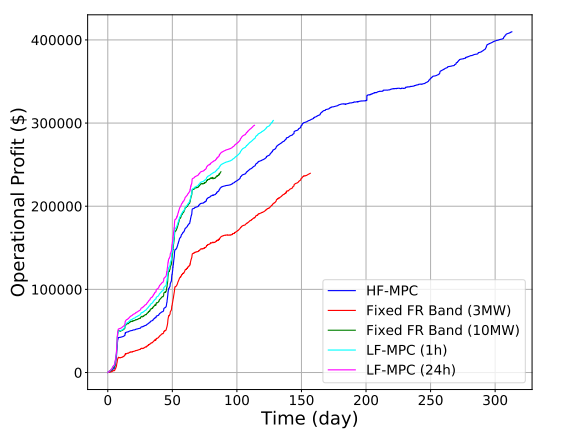 400000
300000
200000
100000
0
Operational Profit ($)
0 50 100 150 200 250 300
Time (day)
HF-MPC
Fixed FR Band (3MW)
Fixed FR Band (10MW)
LF-MPC (1h)
LF-MPC (24h)